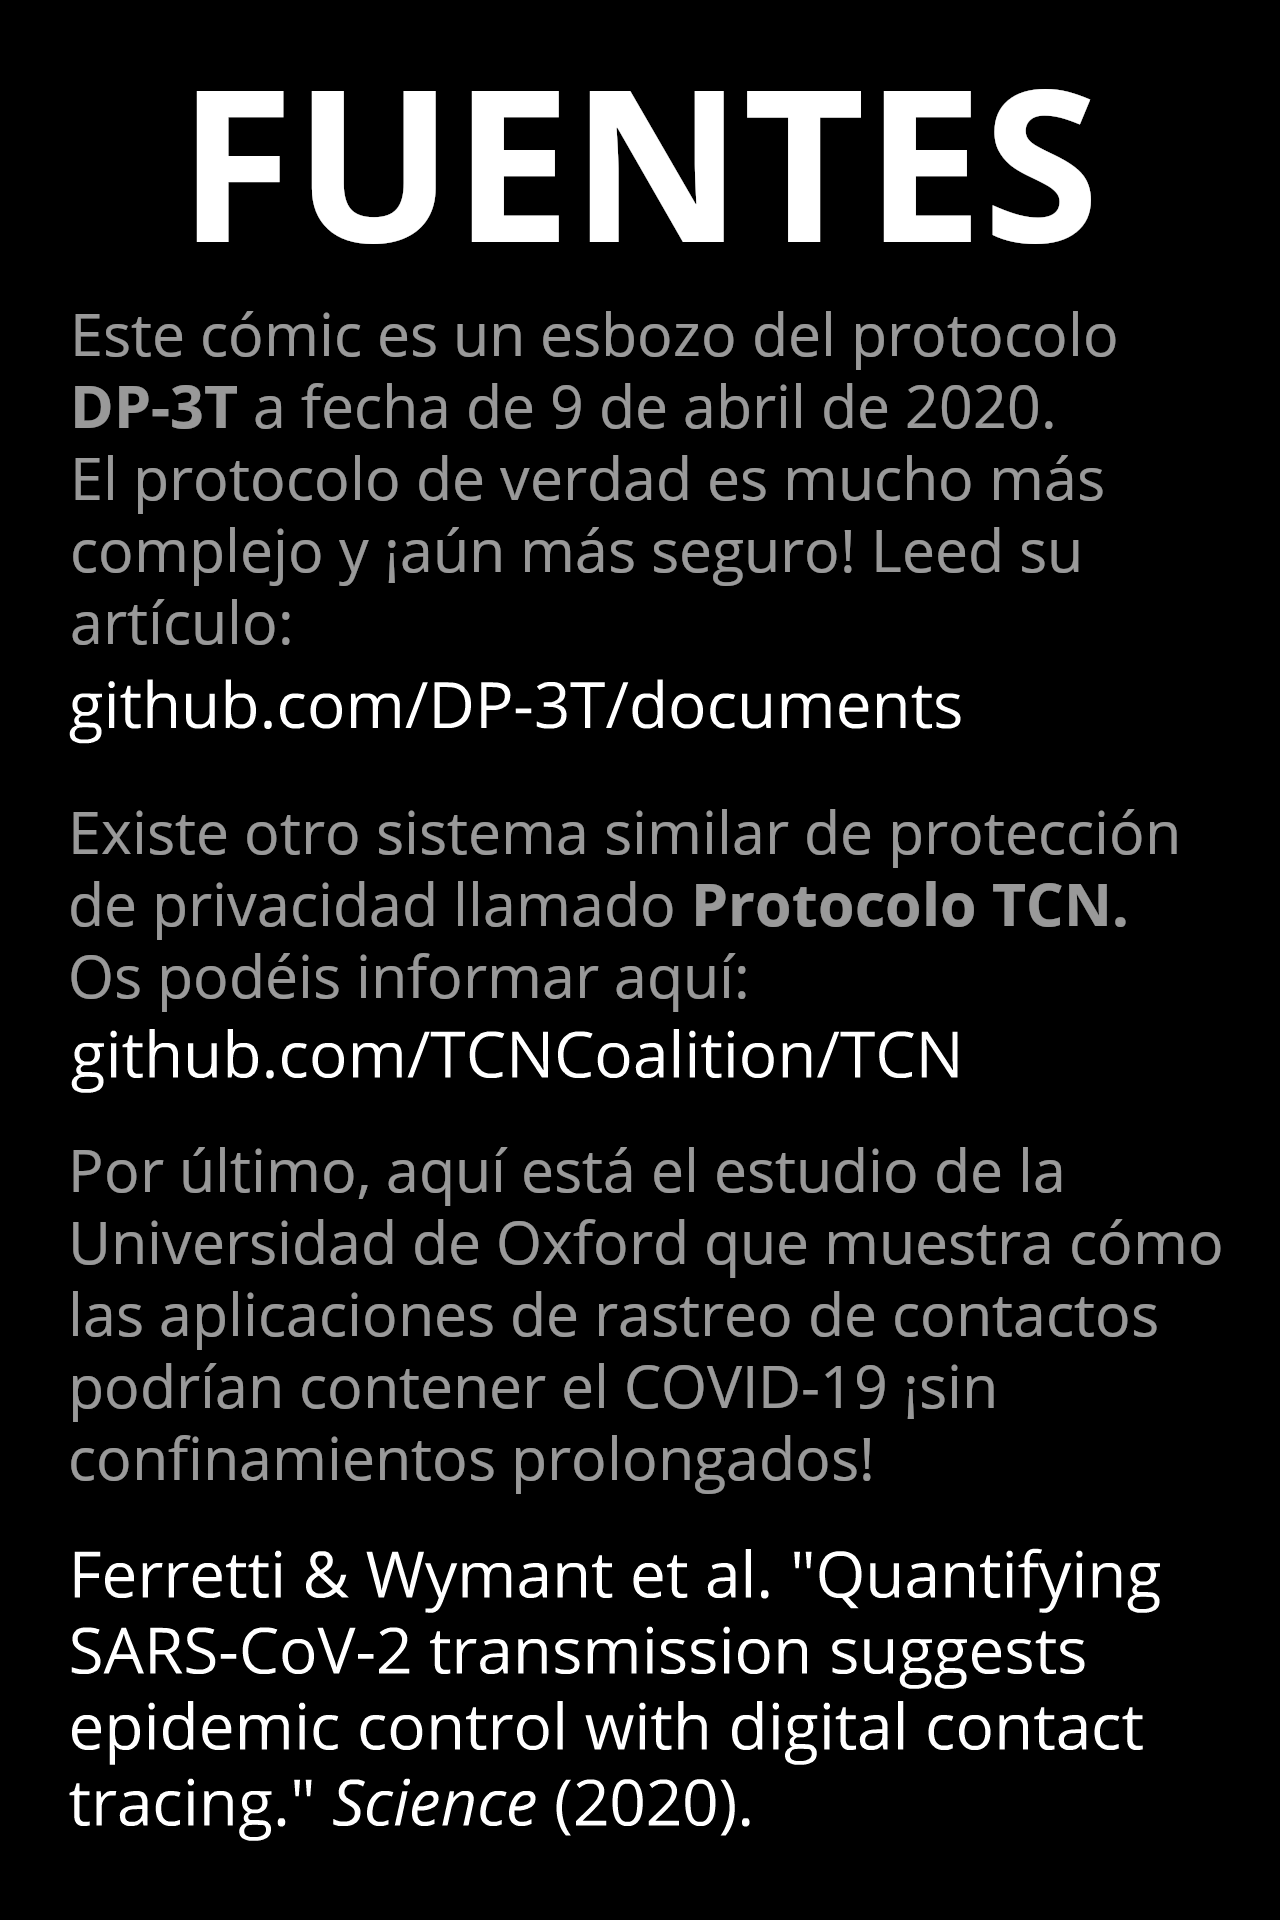 FUENTES
Este cómic es un esbozo del protocolo
DP-3T a fecha de 9 de abril de 2020.
El protocolo de verdad es mucho más
complejo y ¡aún más seguro! Leed su
artículo:
github.com/DP-3T/documents
Existe otro sistema similar de protección
de privacidad llamado Protocolo TCN.
Os podéis informar aquí:
github.com/TCNCoalition/TCN
Por último, aquí está el estudio de la
Universidad de Oxford que muestra cómo
las aplicaciones de rastreo de contactos
podrían contener el COVID-19 ¡sin
confinamientos prolongados!
Ferretti & Wymant et al. "Quantifying
SARS-CoV-2 transmission suggests
epidemic control with digital contact
tracing." Science (2020).